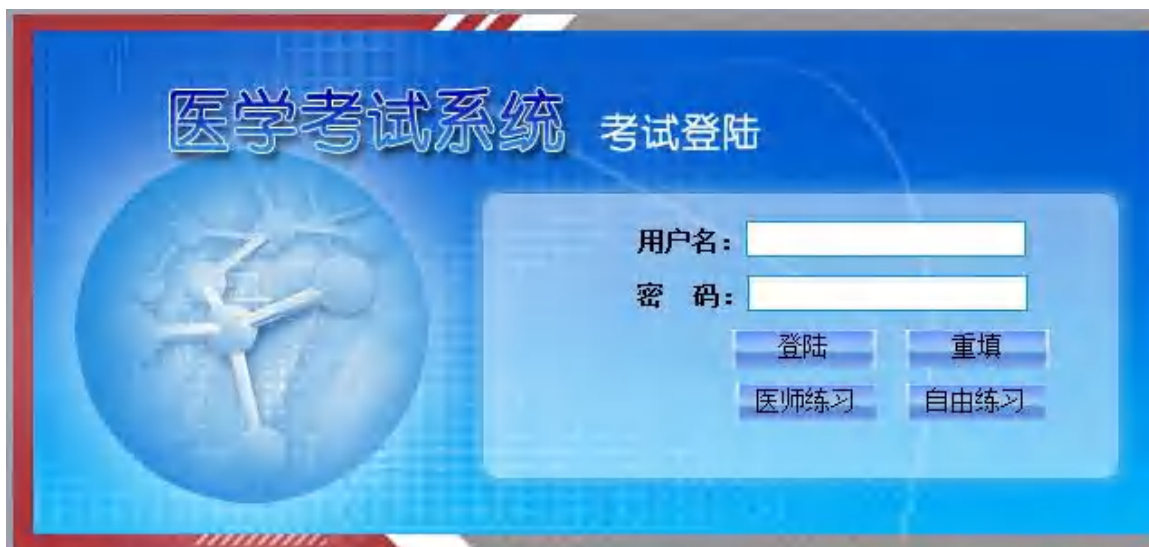 医学考试系统 考试登陆
用户名：
密 码：
登陆 重填
医师练习 自由练习